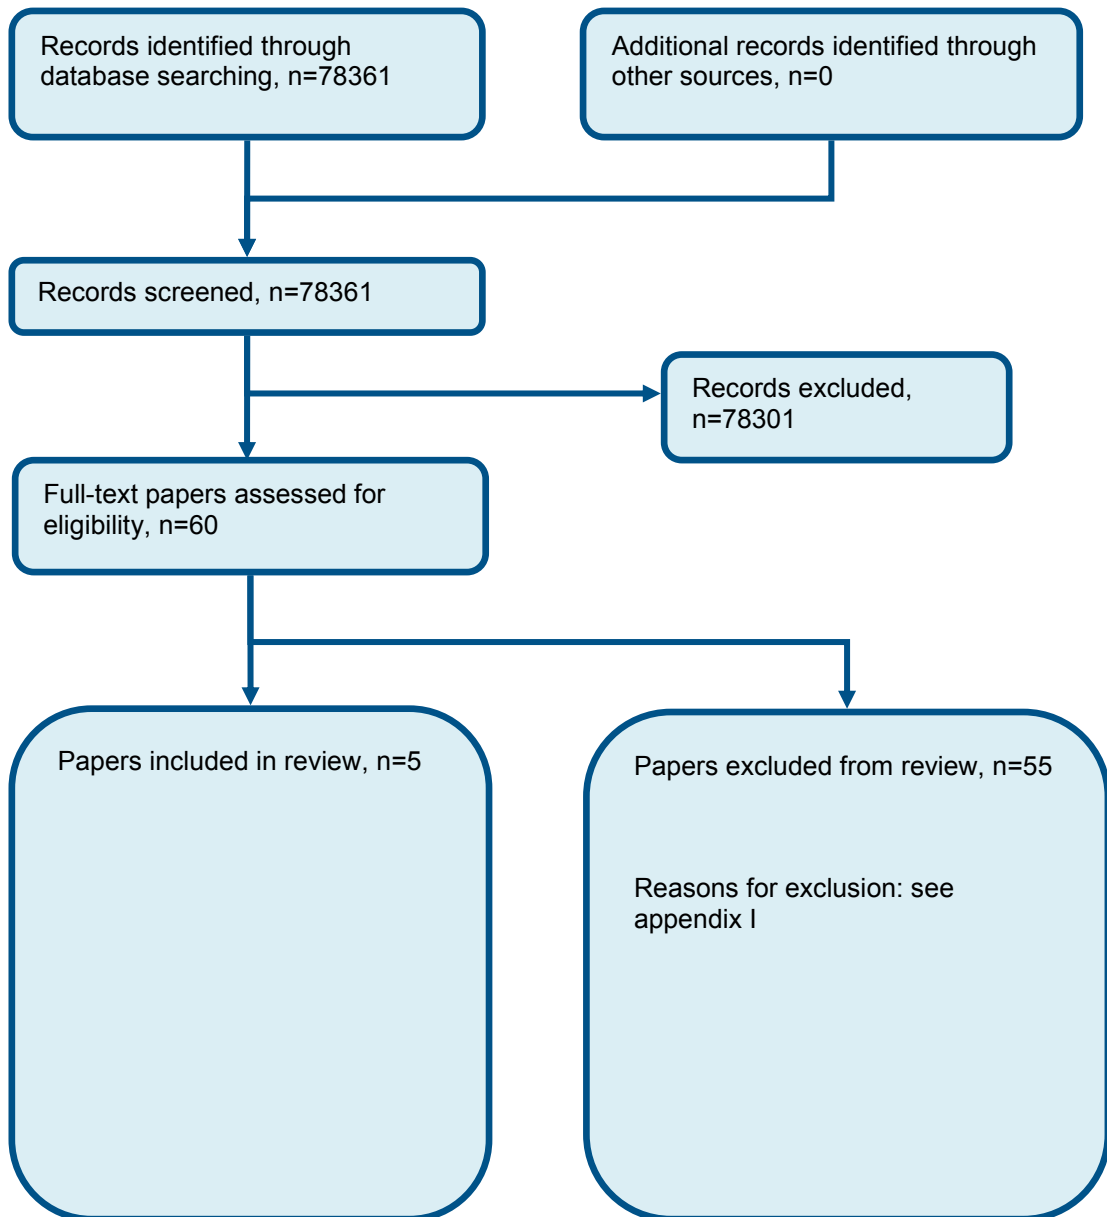 Records identified through
database searching, n=78361
Additional records identified through
other sources, n=0
Records screened, n=78361
Records excluded,
n=78301
Full-text papers assessed for
eligibility, n=60
Papers included in review, n=5
Papers excluded from review, n=55
Reasons for exclusion: see
appendix I